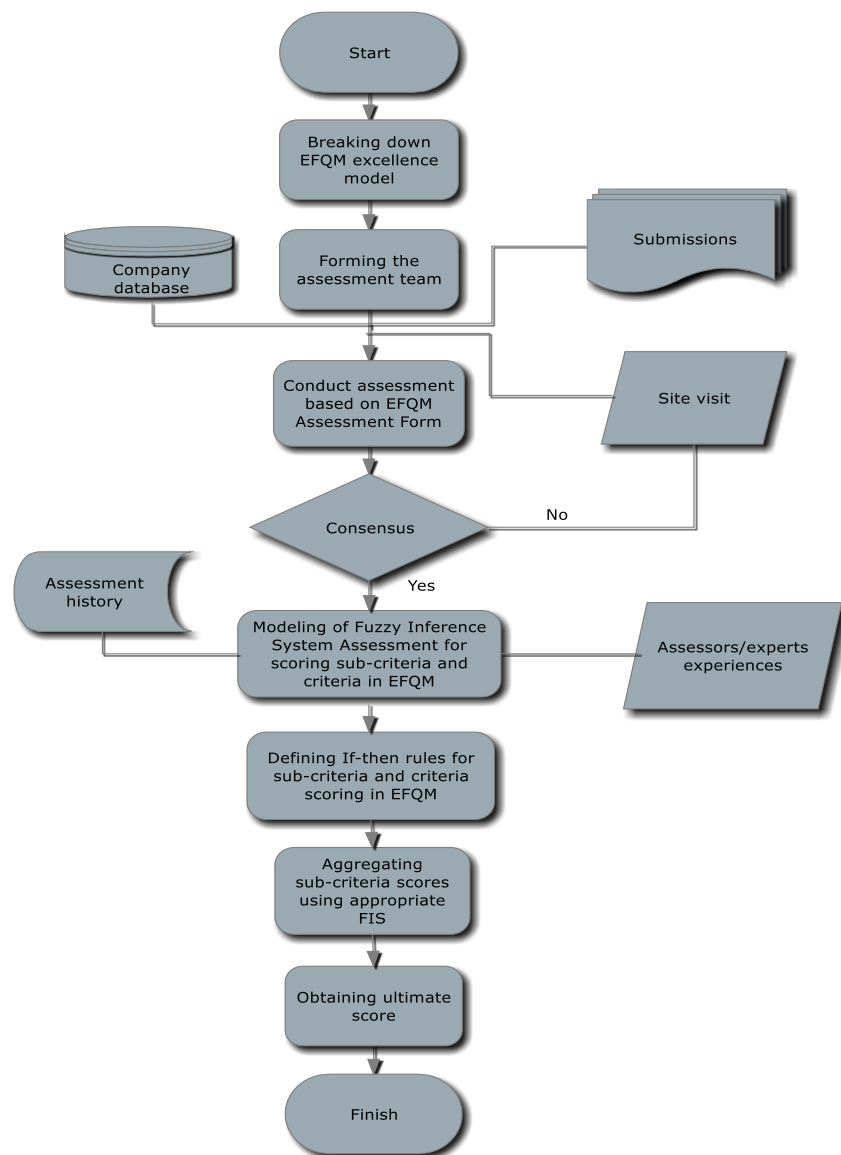 Start
Breaking down
EFQM excellence
model
Submissions
Company
database
Forming the
assessment team
Conduct assessment
based on EFQM
Assessment Form
Site visit
Consensus
No
Yes
Assessment
history
Modeling of Fuzzy Inference
System Assessment for
scoring sub-criteria and
criteria in EFQM
Assessors/experts
experiences
Defining If-then rules for
sub-criteria and criteria
scoring in EFQM
Aggregating
sub-criteria scores
using appropriate
FIS
Obtaining ultimate
score
Finish